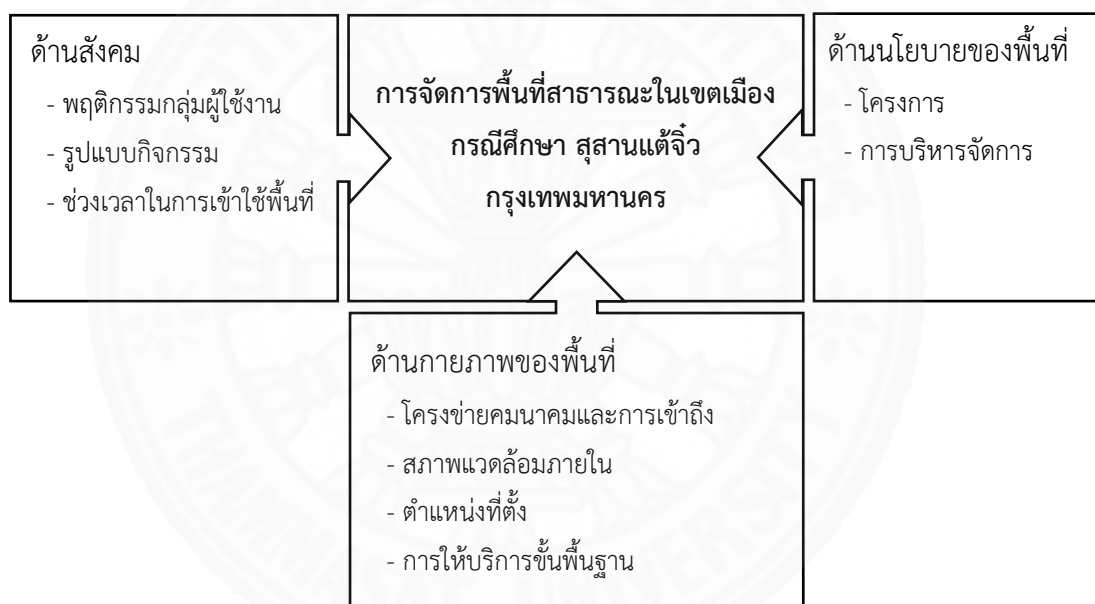 ด้านสังคม
- พฤติกรรมกลุ่มผู้ใช้งาน
- รูปแบบกิจกรรม
- ช่วงเวลาในการเข้าใช้พื้นที่
การจัดการพื้นที่สาธารณะในเขตเมือง
กรณีศึกษา สุสานแต้จิ๋ว
กรุงเทพมหานคร
ด้านนโยบายของพื้นที่
- โครงการ
- การบริหารจัดการ
ด้านกายภาพของพื้นที่
- โครงข่ายคมนาคมและการเข้าถึง
- สภาพแวดล้อมภายใน
- ตำแหน่งที่ตั้ง
- การให้บริการขั้นพื้นฐาน